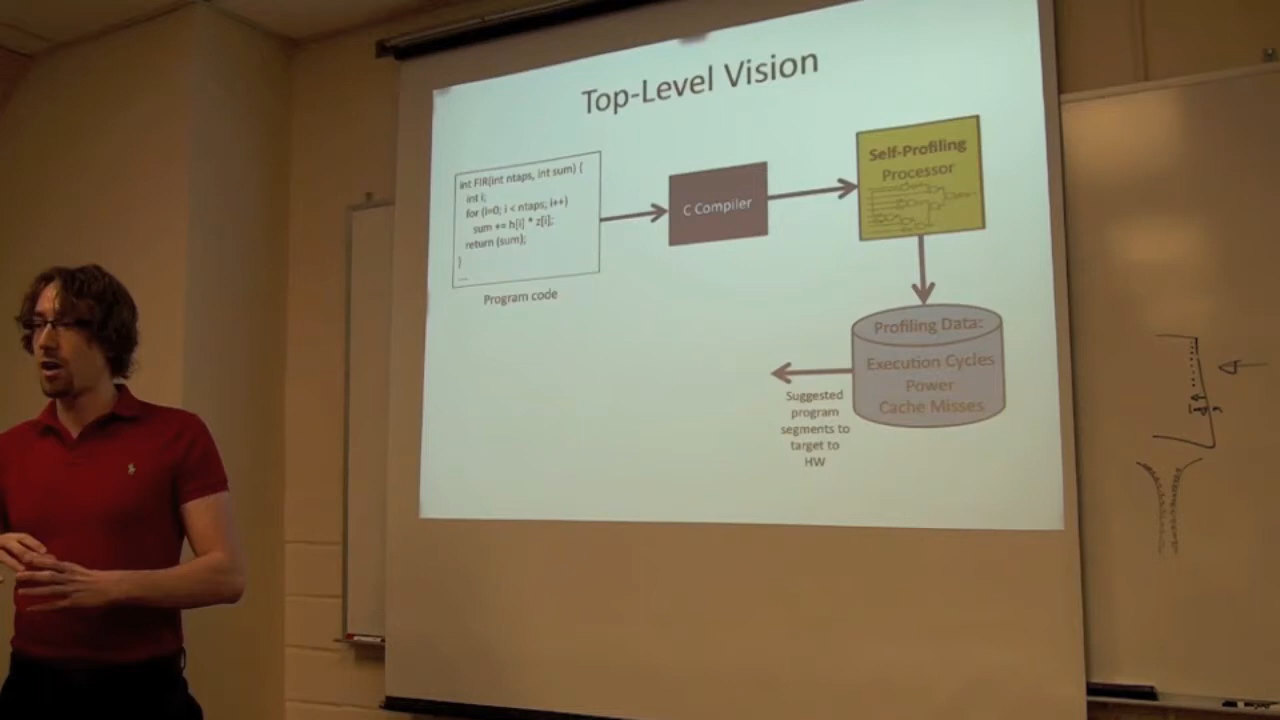 Top-Level Vision
int FIR(int ntaps, int sum) {
int i;
for (i=0; i < ntaps; i++)
sum += h[i] * z[i];
return (sum);
}
....
Program code
C Compiler
Self-Profiling
Processor
Profiling Data:
Execution Cycles
Power
Cache Misses
Suggested
program
segments to
target to
HW